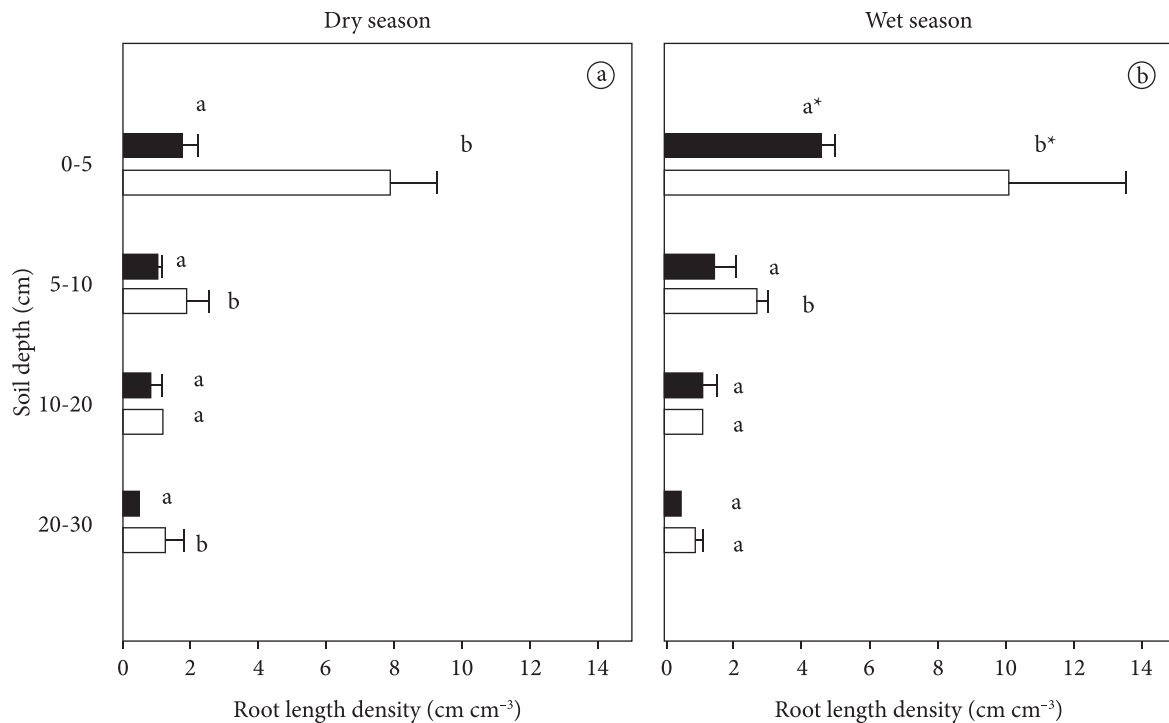 Dry season
Wet season
a
b
a
a*
b
b*
0-5
a
a
5-10
b
b
a
a
10-20
a
a
a
a
20-30
b
a
Soil depth (cm)
0 2 4 6 8 10 12 14
0 2 4 6 8 10 12 14
Root length density (cm cm⁻³)
Root length density (cm cm⁻³)